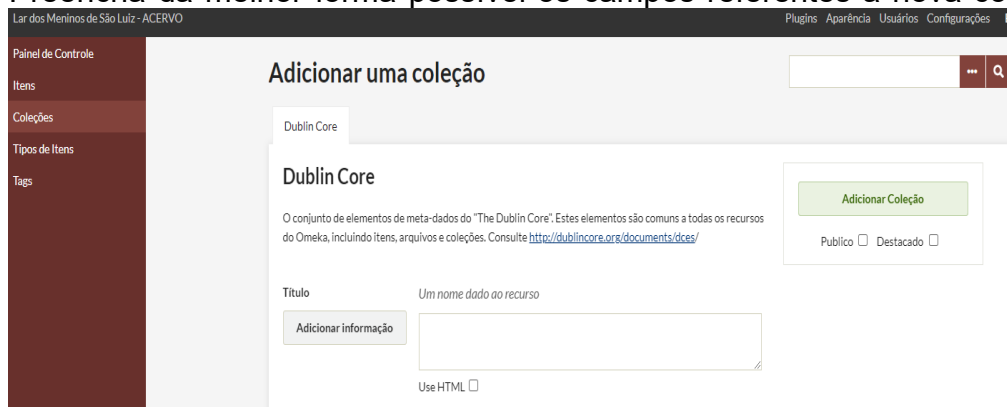 Lar dos Meninos de São Luiz - ACERVO
Plugins Aparência Usuários Configurações
Painel de Controle
Itens
Coleções
Tipos de Itens
Tags
Adicionar uma coleção
Dublin Core
Dublin Core
O conjunto de elementos de meta-dados do "The Dublin Core". Estes elementos são comuns a todas os recursos
do Omeka, incluindo itens, arquivos e coleções. Consulte http://dublincore.org/documents/dces/
Adicionar Coleção
Publico Destacado
Título
Um nome dado ao recurso
Adicionar informação
Use HTML